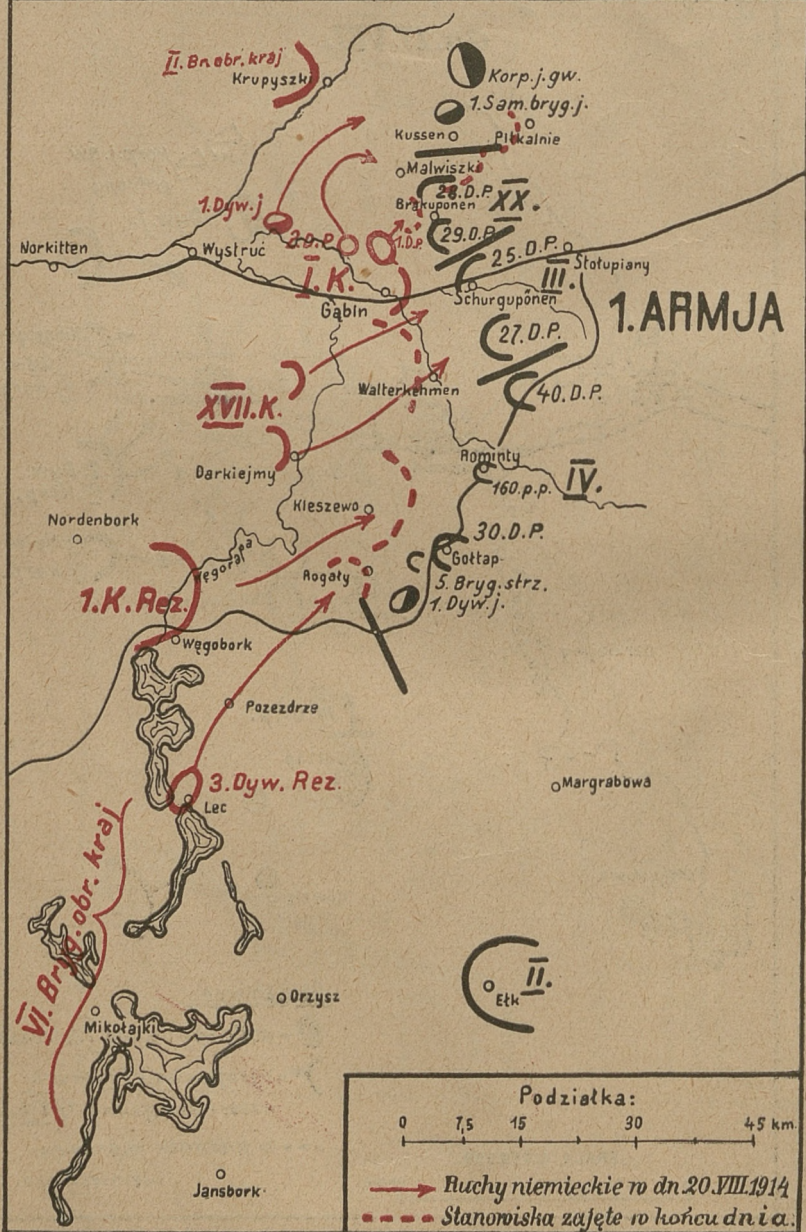 II. Bn. obr. kraj
Krupyszki
Korp. j. gw.
1. Sam. bryg. j.
Kussen
Pilkalnie
Malwiszki
28. D.P.
XX.
Brakuponen
1. Dyw. j
2. D.P.
1. D.P.
29. D.P.
25. D.P.
Norkitten
Wystruć
Stołupiany
I. K.
III.
Schurguponen
Gąbin
1. ARMJA
27. D.P.
XVII. K.
Walterkehmen
40. D.P.
Darkiejmy
Rominty
160. p.p.
IV.
Kleszewo
Nordenbork
30. D.P.
Gołtap
Węgorapa
Rogały
5. Bryg. strz.
1. Dyw. j.
1. K. Rez.
Węgobork
Pozezdrze
3. Dyw. Rez.
Lec
Margrabowa
VI. Bryg. obr. kraj
II.
Ełk
Orzysz
Mikołajki
Jansbork
Podziałka:
0 7,5 15 30 45 km.
Ruchy niemieckie w dn. 20.VIII.1914
Stanowiska zajęte w końcu dnia.